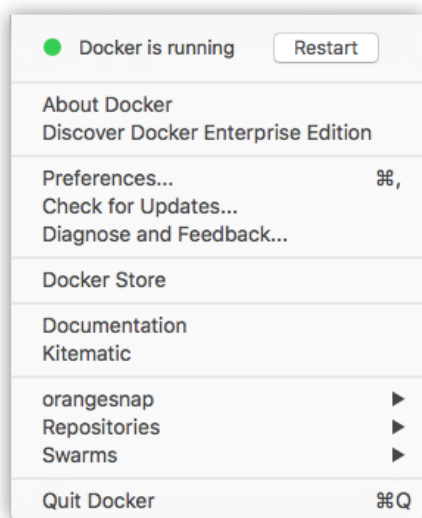 Docker is running Restart
About Docker
Discover Docker Enterprise Edition
Preferences... ⌘,
Check for Updates...
Diagnose and Feedback...
Docker Store
Documentation
Kitematic
orangesnap
Repositories
Swarms
Quit Docker ⌘Q